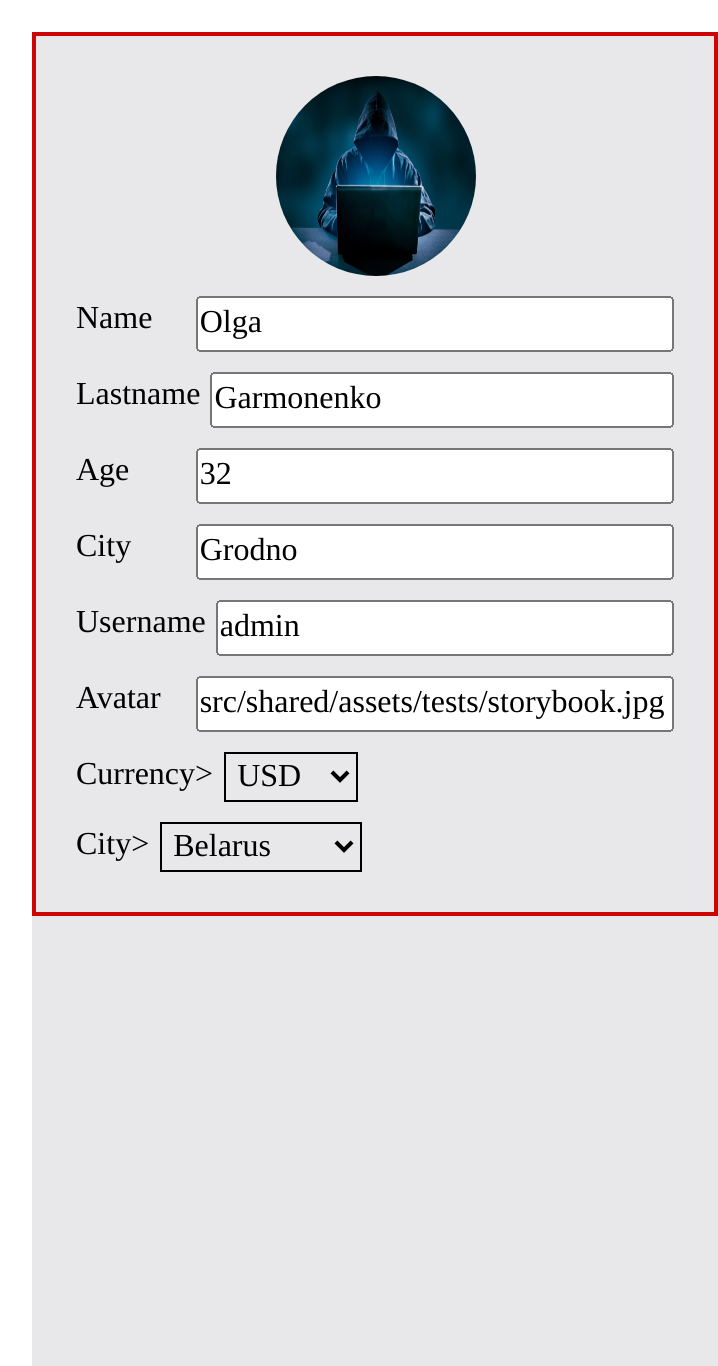 Name Olga
Lastname Garmonenko
Age 32
City Grodno
Username admin
Avatar src/shared/assets/tests/storybook.jpg
Currency> USD
City> Belarus